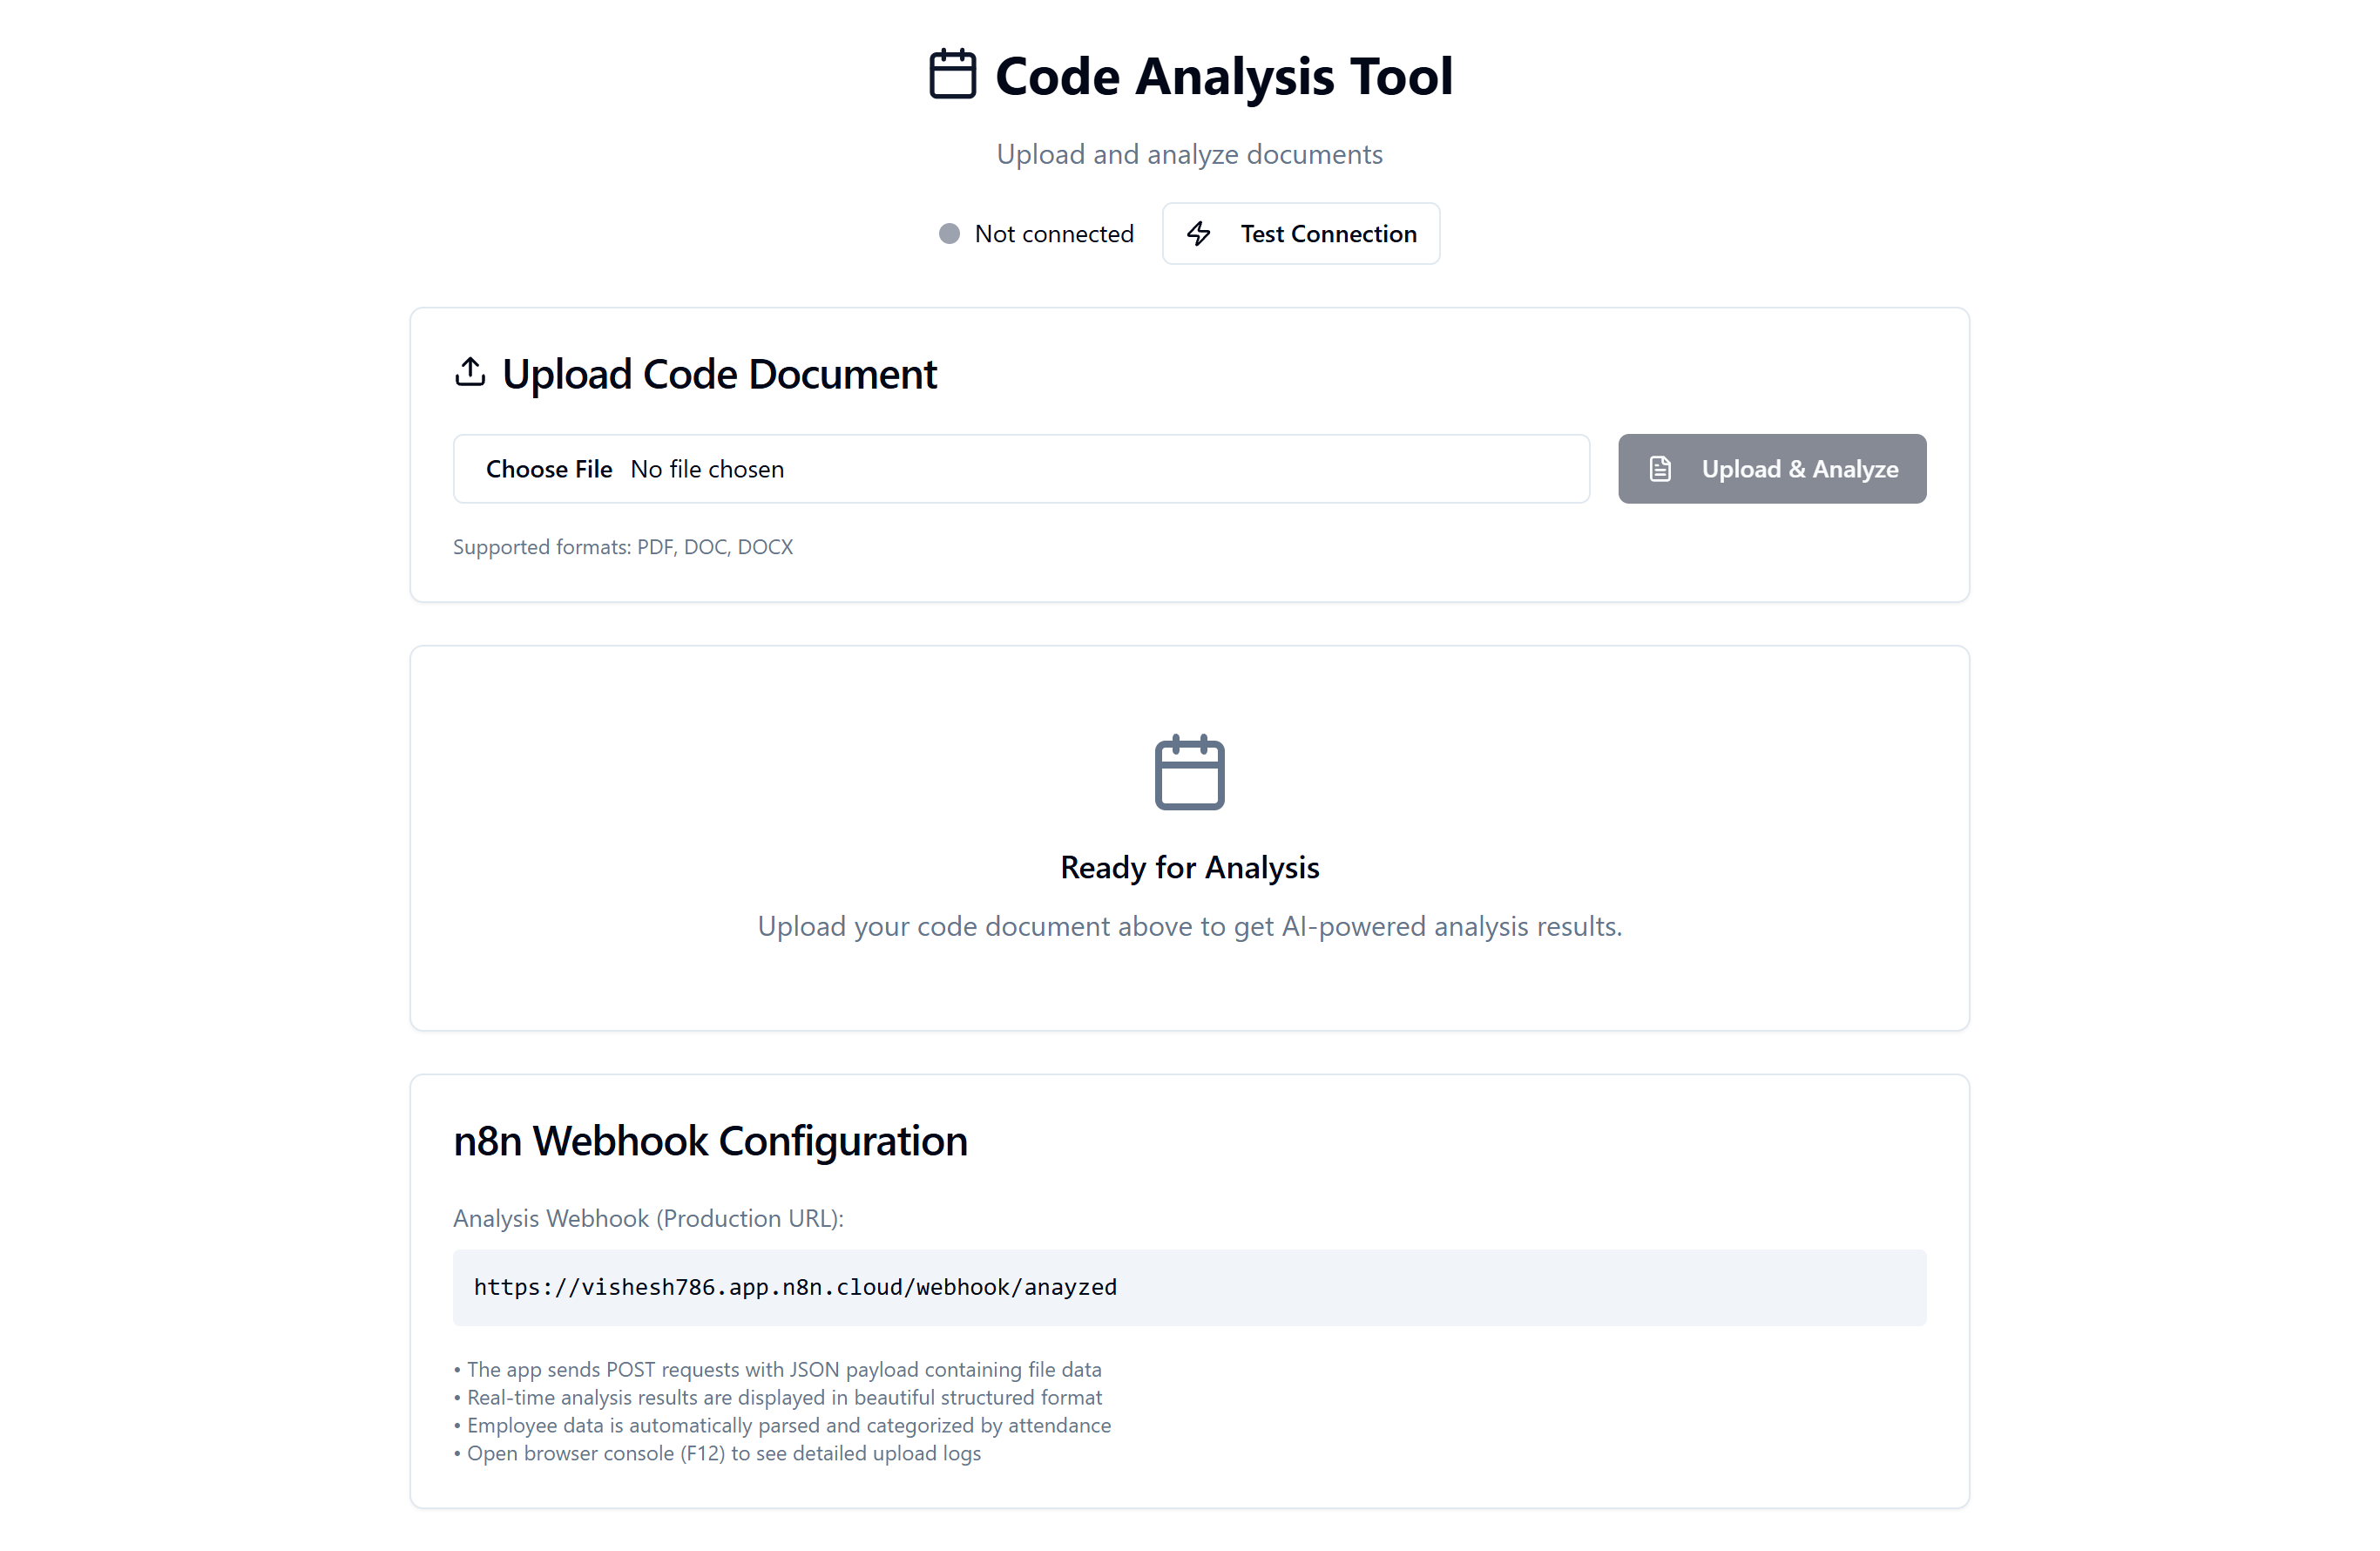 Code Analysis Tool
Upload and analyze documents
Not connected
Test Connection
Upload Code Document
Choose File No file chosen
Upload & Analyze
Supported formats: PDF, DOC, DOCX
Ready for Analysis
Upload your code document above to get AI-powered analysis results.
n8n Webhook Configuration
Analysis Webhook (Production URL):
https://vishesh786.app.n8n.cloud/webhook/anayzed
• The app sends POST requests with JSON payload containing file data
• Real-time analysis results are displayed in beautiful structured format
• Employee data is automatically parsed and categorized by attendance
• Open browser console (F12) to see detailed upload logs